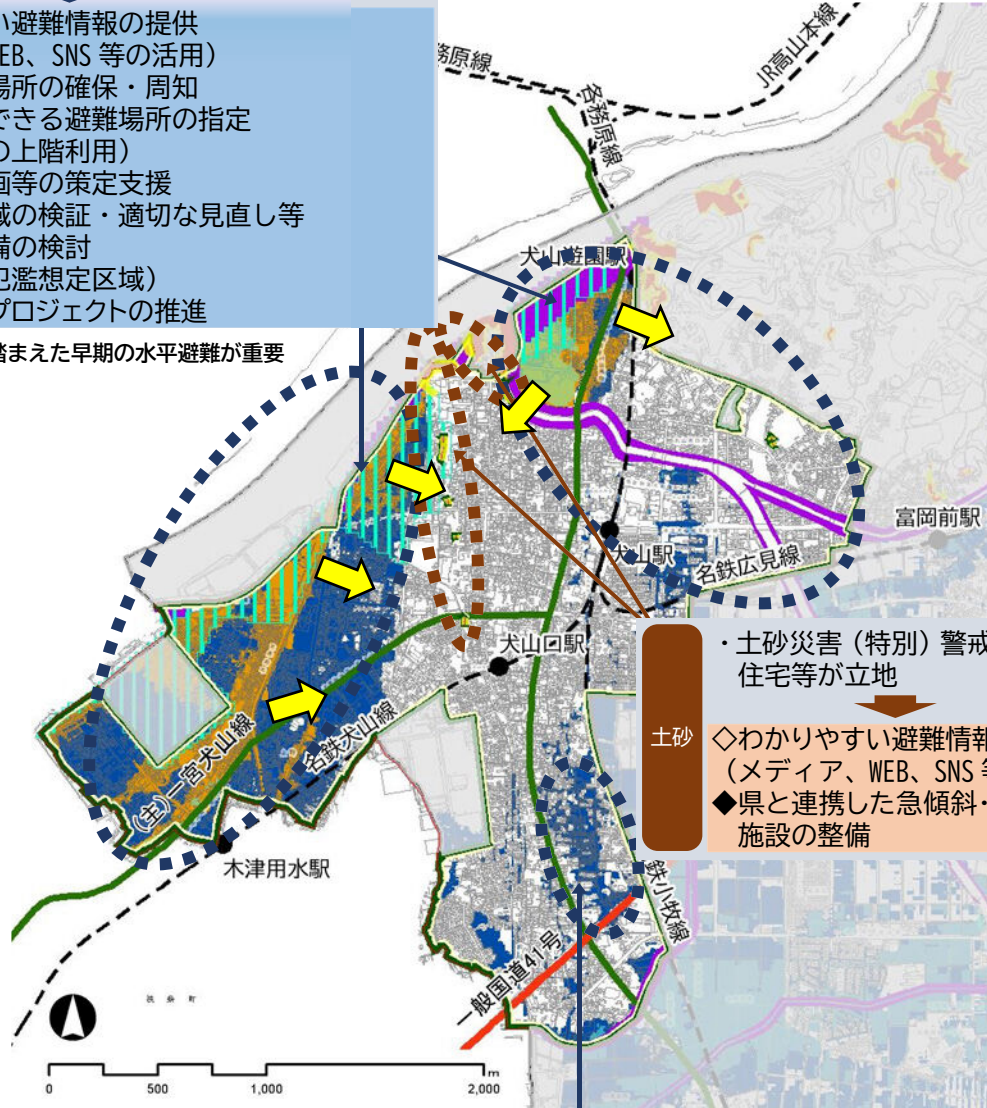 い避難情報の提供
EB、SNS 等の活用）
場所の確保・周知
できる避難場所の指定
の上階利用）
画等の策定支援
域の検証・適切な見直し等
備の検討
氾濫想定区域）
プロジェクトの推進
踏まえた早期の水平避難が重要
務原線
各務原線
JR高山本線
犬山遊園駅
富岡前駅
犬山駅
名鉄広見線
犬山口駅
土砂
・土砂災害（特別）警戒
住宅等が立地
◇わかりやすい避難情報
（メディア、WEB、SNS 等
◆県と連携した急傾斜・
施設の整備
(主)一宮犬山線
名鉄犬山線
木津用水駅
鉄小牧線
一般国道41号
扶桑町
m
0 500 1,000 2,000